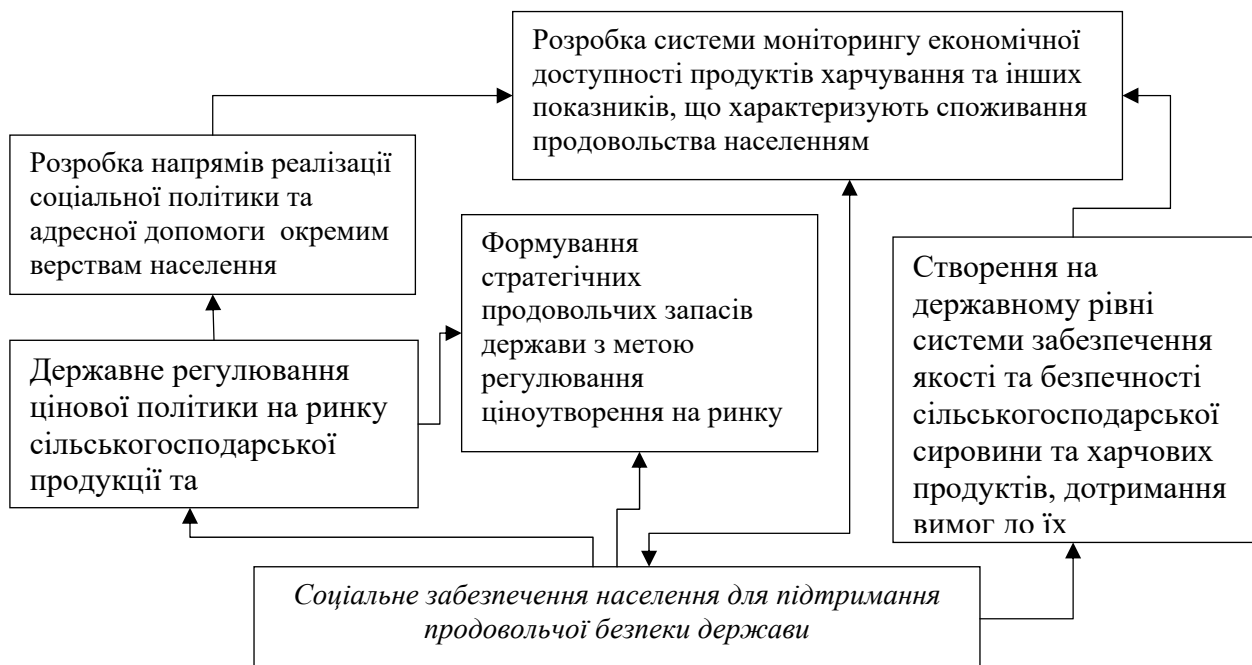 Розробка системи моніторингу економічної
доступності продуктів харчування та інших
показників, що характеризують споживання
продовольства населенням
Розробка напрямів реалізації
соціальної політики та
адресної допомоги окремим
верствам населення
Формування
стратегічних
продовольчих запасів
держави з метою
регулювання
ціноутворення на ринку
Створення на
державному рівні
системи забезпечення
якості та безпечності
сільськогосподарської
сировини та харчових
продуктів, дотримання
вимог до їх
Державне регулювання
цінової політики на ринку
сільськогосподарської
продукції та
Соціальне забезпечення населення для підтримання
продовольчої безпеки держави